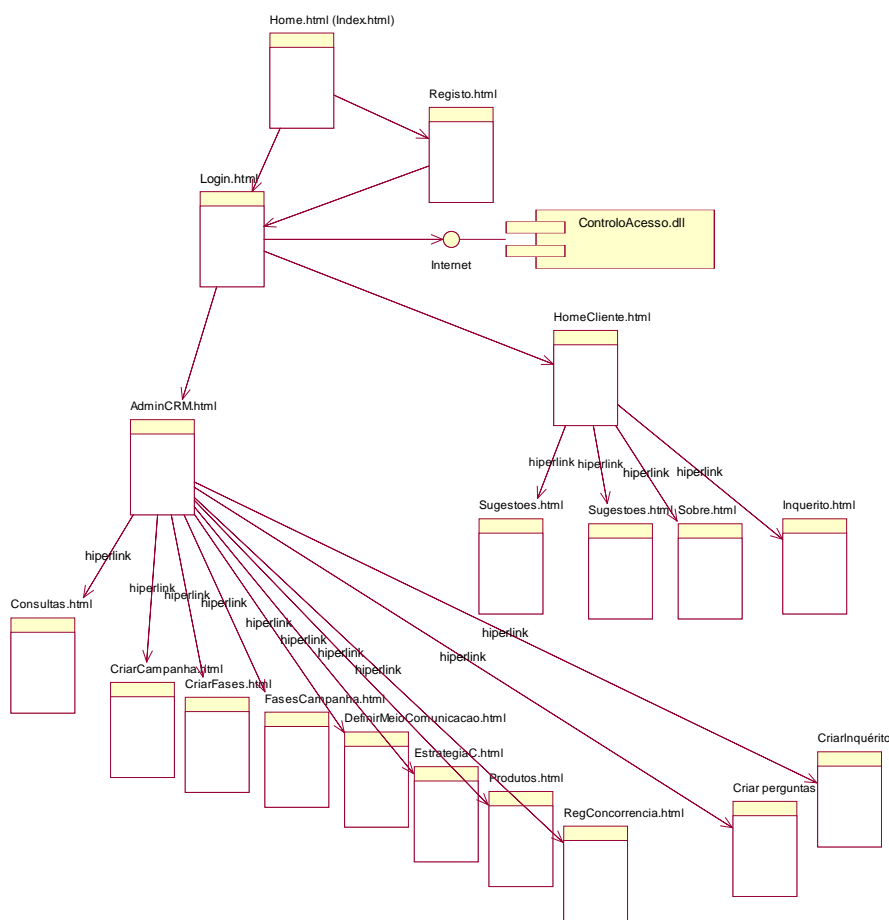 Home.html (Index.html)
Registo.html
Login.html
ControloAcesso.dll
Internet
HomeCliente.html
AdminCRM.html
hiperlink
hiperlink
hiperlink
hiperlink
Sugestoes.html
Sugestoes.html
Sobre.html
Inquerito.html
hiperlink
hiperlink
hiperlink
hiperlink
hiperlink
hiperlink
hiperlink
hiperlink
hiperlink
Consultas.html
CriarCampanha.html
CriarFases.html
FasesCampanha.html
DefinirMeioComunicacao.html
EstrategiaC.html
Produtos.html
RegConcorrencia.html
Criar perguntas
CriarInquérito
hiperlink